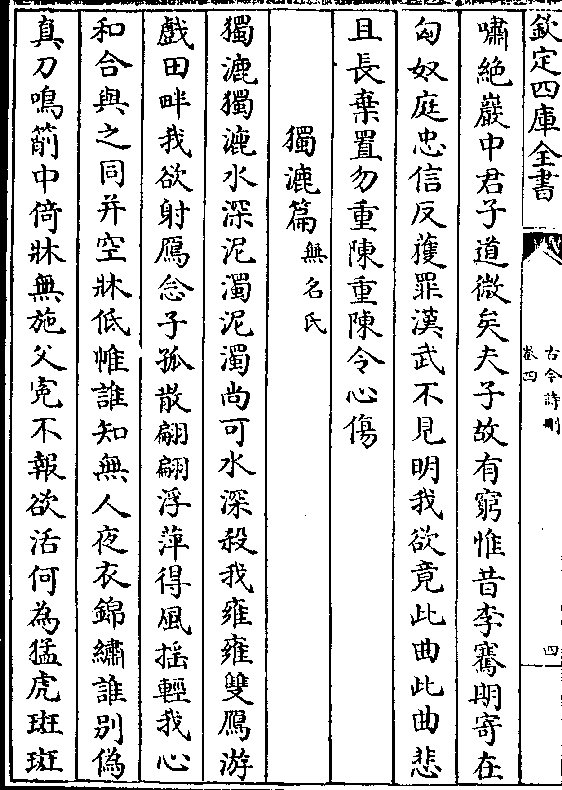 欽定四庫全書
古今詩刪
卷四
四
嘯絶巖中君子道微矣夫子故有窮惟昔李騫期寄在
匈奴庭忠信反獲罪漢武不見明我欲竟此曲此曲悲
且長棄置勿重陳重陳令心傷
獨漉篇無名氏
獨漉獨漉水深泥濁泥濁尚可水深殺我雍雍雙鴈游
戲田畔我欲射鴈念子孤散翩翩浮萍得風摇輕我心
和合與之同并空牀低帷誰知無人夜衣錦繡誰别偽
真刀鳴箾中倚牀無施父寃不報欲活何為猛虎斑斑